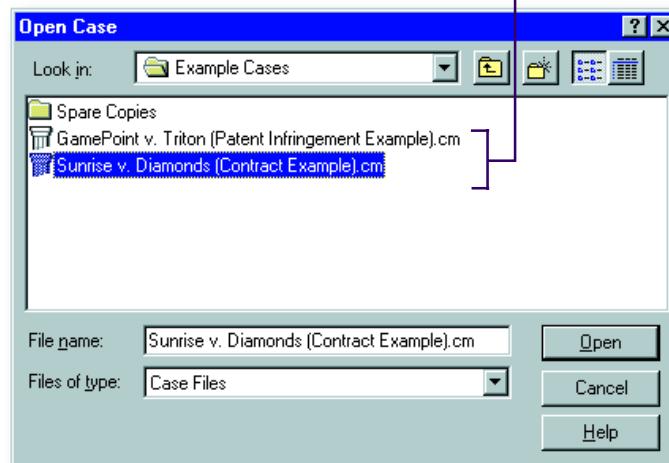 Open Case
Look in: Example Cases
Spare Copies
GamePoint v. Triton (Patent Infringement Example).cm
Sunrise v. Diamonds (Contract Example).cm
File name: Sunrise v. Diamonds (Contract Example).cm Open
Files of type: Case Files Cancel
Help